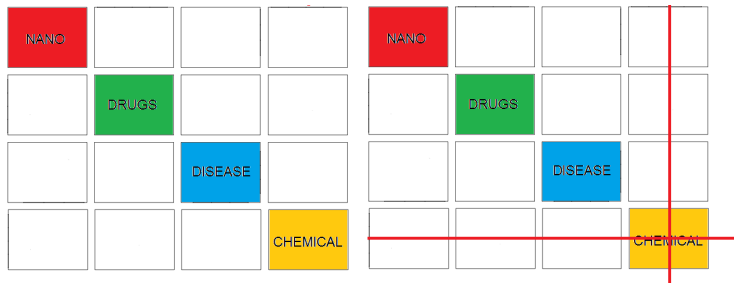 NANO NANO
DRUGS DRUGS
DISEASE DISEASE
CHEMICAL CHEMICAL